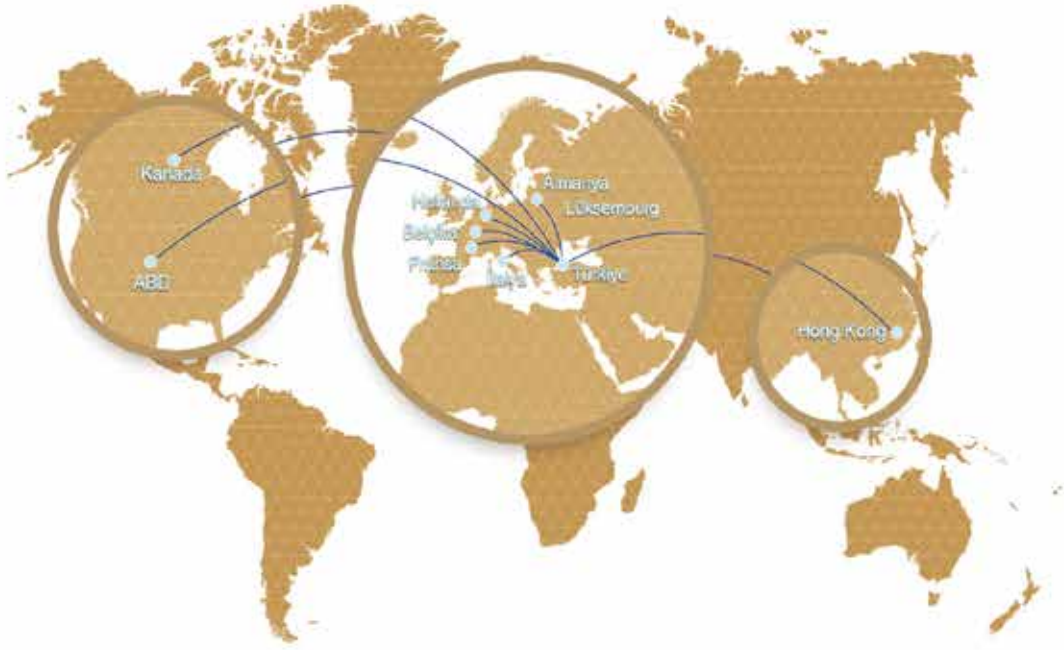 Kanada
ABD
Almanya
Lüksemburg
Hollanda
Belçika
Fransa
İtalya
Türkiye
Hong Kong